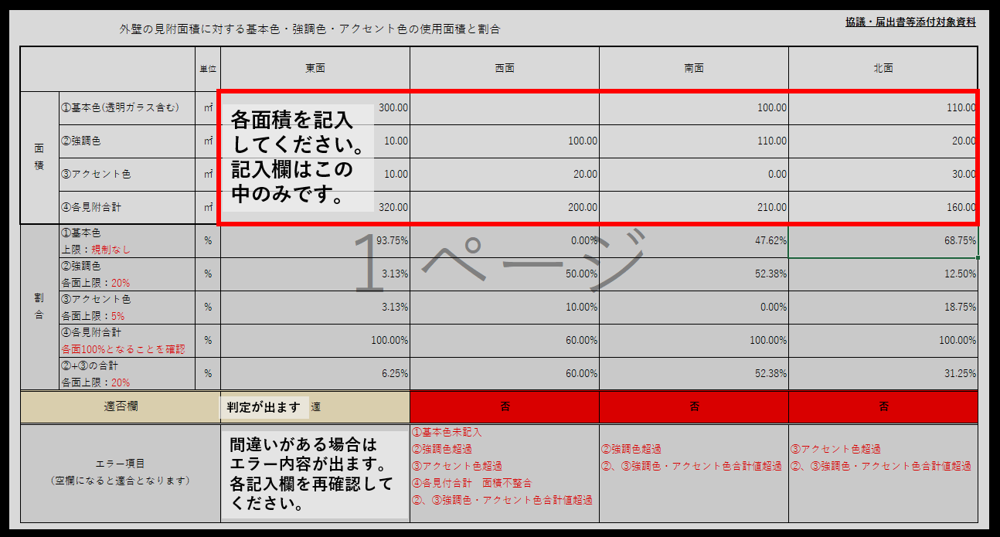 協議・届出書等添付対象資料
外壁の見附面積に対する基本色・強調色・アクセント色の使用面積と割合
単位 東面 西面 南面 北面
面積
①基本色(透明ガラス含む) ㎡ 300.00 100.00 110.00
②強調色 ㎡ 10.00 100.00 110.00 20.00
③アクセント色 ㎡ 10.00 20.00 0.00 30.00
④各見附合計 ㎡ 320.00 200.00 210.00 160.00
各面積を記入
してください。
記入欄はこの
中のみです。
割合
①基本色
上限：規制なし
% 93.75% 0.00% 47.62% 68.75%
②強調色
各面上限：20%
% 3.13% 50.00% 52.38% 12.50%
③アクセント色
各面上限：5%
% 3.13% 10.00% 0.00% 18.75%
④各見附合計
各面100%となることを確認
% 100.00% 60.00% 100.00% 100.00%
②+③の合計
各面上限：20%
% 6.25% 60.00% 52.38% 31.25%
1 ページ
適否欄 判定が出ます 適 否 否 否
エラー項目
（空欄になると適合となります）
間違いがある場合は
エラー内容が出ます。
各記入欄を再確認して
ください。
①基本色未記入
②強調色超過
③アクセント色超過
④各見付合計　面積不整合
②、③強調色・アクセント色合計値超過
②強調色超過
②、③強調色・アクセント色合計値超過
③アクセント色超過
②、③強調色・アクセント色合計値超過